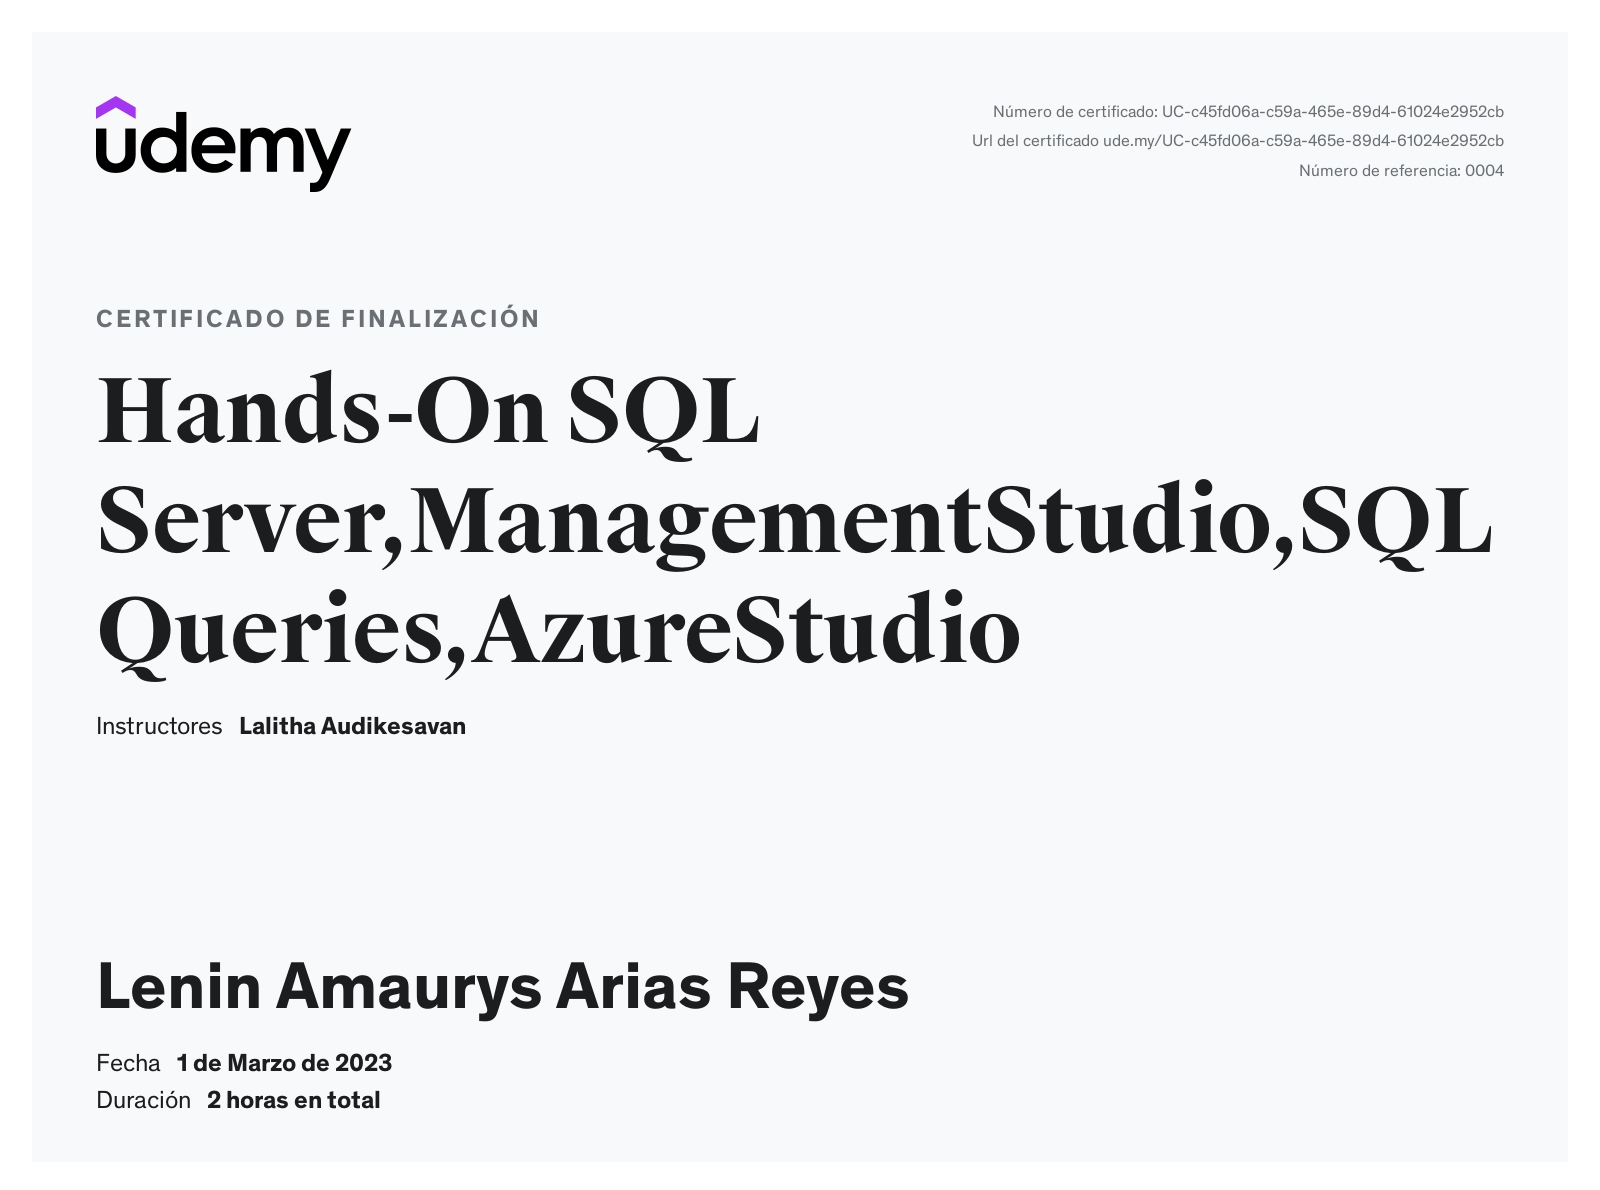 udemy
Número de certificado: UC-c45fd06a-c59a-465e-89d4-61024e2952cb
Url del certificado ude.my/UC-c45fd06a-c59a-465e-89d4-61024e2952cb
Número de referencia: 0004
CERTIFICADO DE FINALIZACIÓN
Hands-On SQL
Server,ManagementStudio,SQL
Queries,AzureStudio
Instructores Lalitha Audikesavan
Lenin Amaurys Arias Reyes
Fecha 1 de Marzo de 2023
Duración 2 horas en total